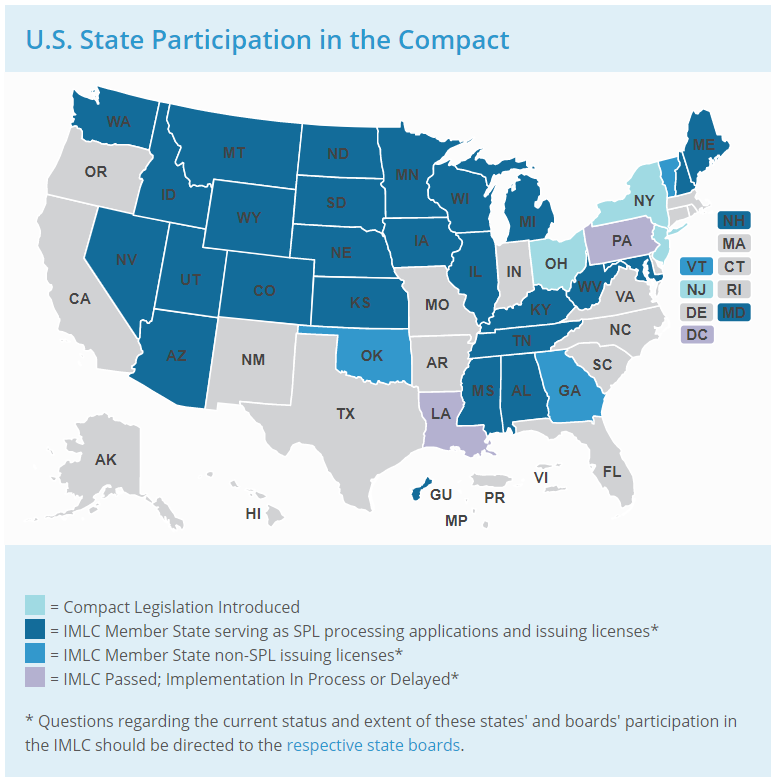 U.S. State Participation in the Compact
WA
MT
ND
MN
ME
OR
ID
SD
WI
MI
NY
WY
NH
IA
PA
MA
NE
NV
IL
IN
OH
VT
CT
UT
CO
NJ
RI
KS
MO
WV
VA
CA
KY
DE
MD
NC
DC
TN
AZ
NM
OK
AR
SC
MS
AL
GA
TX
LA
AK
FL
VI
GU
PR
HI
MP
= Compact Legislation Introduced
= IMLC Member State serving as SPL processing applications and issuing licenses*
= IMLC Member State non-SPL issuing licenses*
= IMLC Passed; Implementation In Process or Delayed*
* Questions regarding the current status and extent of these states' and boards' participation in
the IMLC should be directed to the respective state boards.